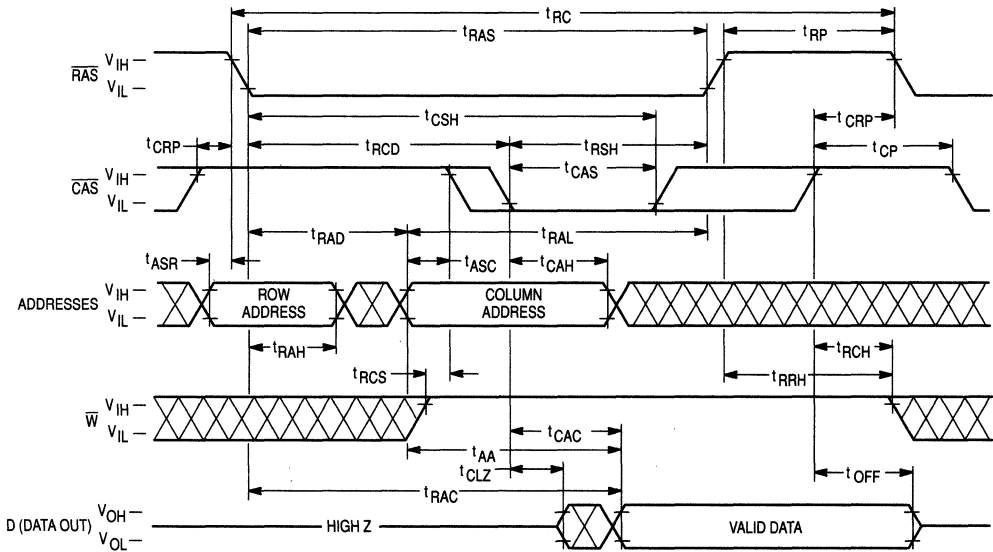 tRC
tRAS
tRP
RAS
VIH
VIL
tCSH
tCRP
tCRP
tRCD
tRSH
tCP
CAS
VIH
VIL
tCAS
tRAD
tRAL
tASR
tASC
tCAH
ADDRESSES
VIH
VIL
ROW
ADDRESS
COLUMN
ADDRESS
tRAH
tRCH
tRCS
tRRH
W
VIH
VIL
tCAC
tAA
tCLZ
tOFF
tRAC
D (DATA OUT)
VOH
VOL
HIGH Z
VALID DATA